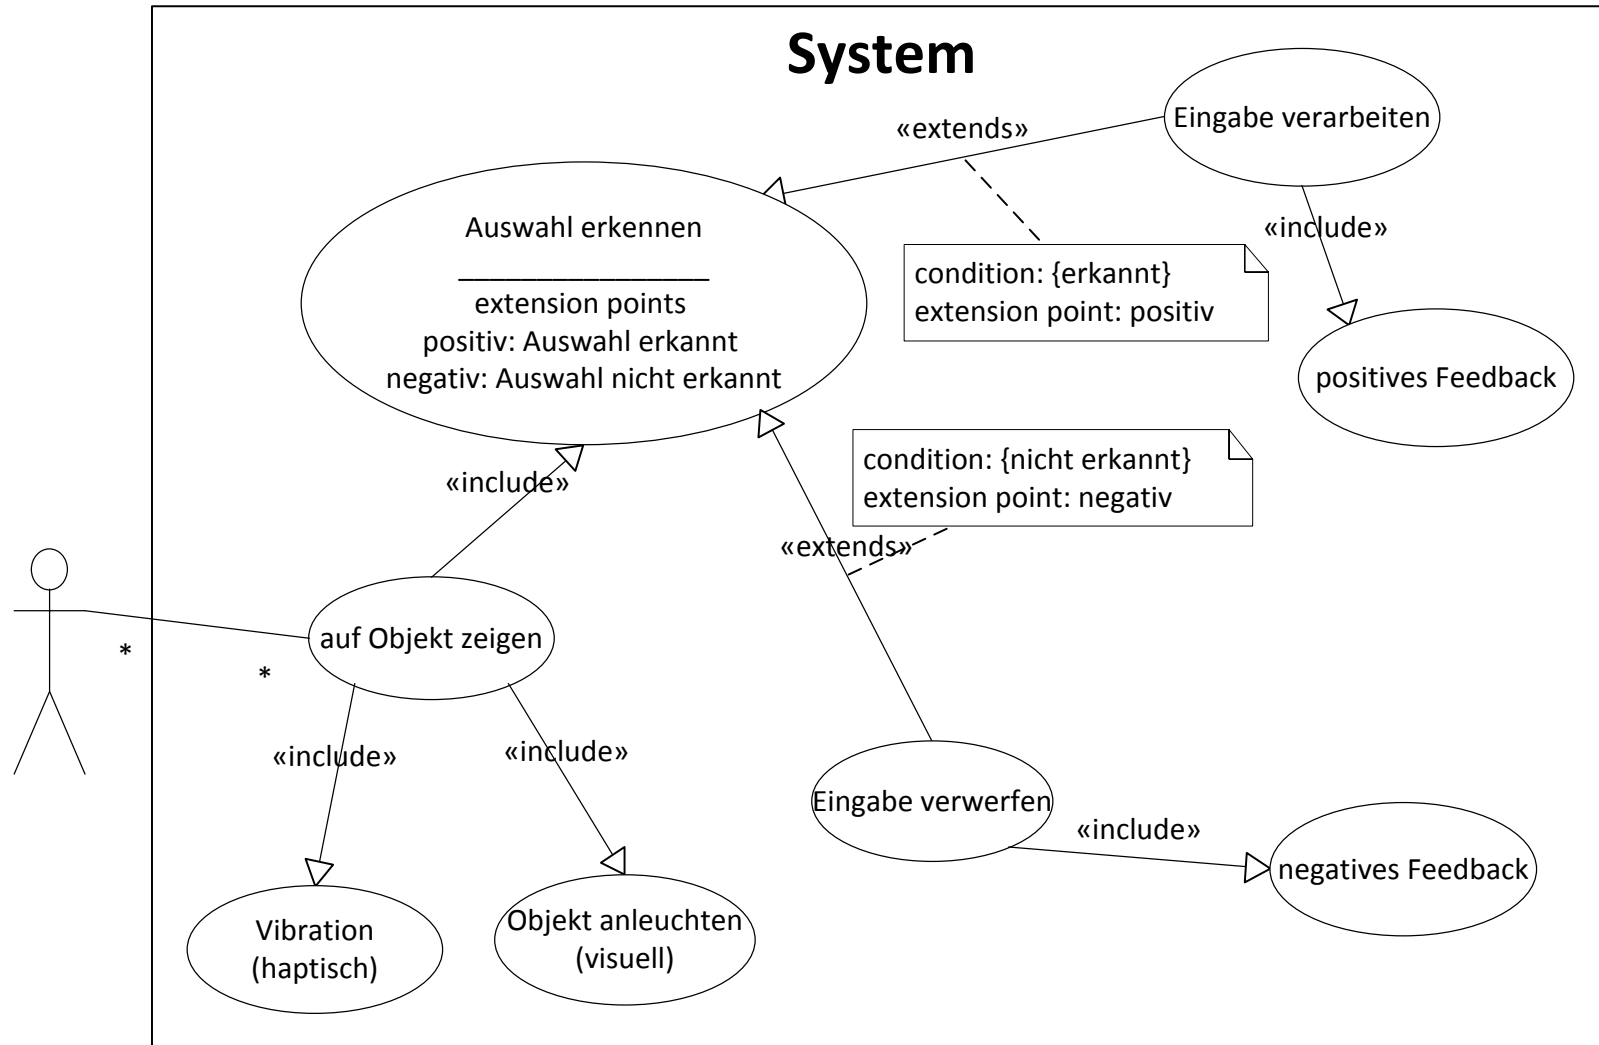 System
Eingabe verarbeiten
«extends»
Auswahl erkennen
__________________
extension points
positiv: Auswahl erkannt
negativ: Auswahl nicht erkannt
«include»
condition: {erkannt}
extension point: positiv
positives Feedback
condition: {nicht erkannt}
extension point: negativ
«include»
«extends»
auf Objekt zeigen
*
*
«include»
«include»
Eingabe verwerfen
«include»
negatives Feedback
Vibration
(haptisch)
Objekt anleuchten
(visuell)